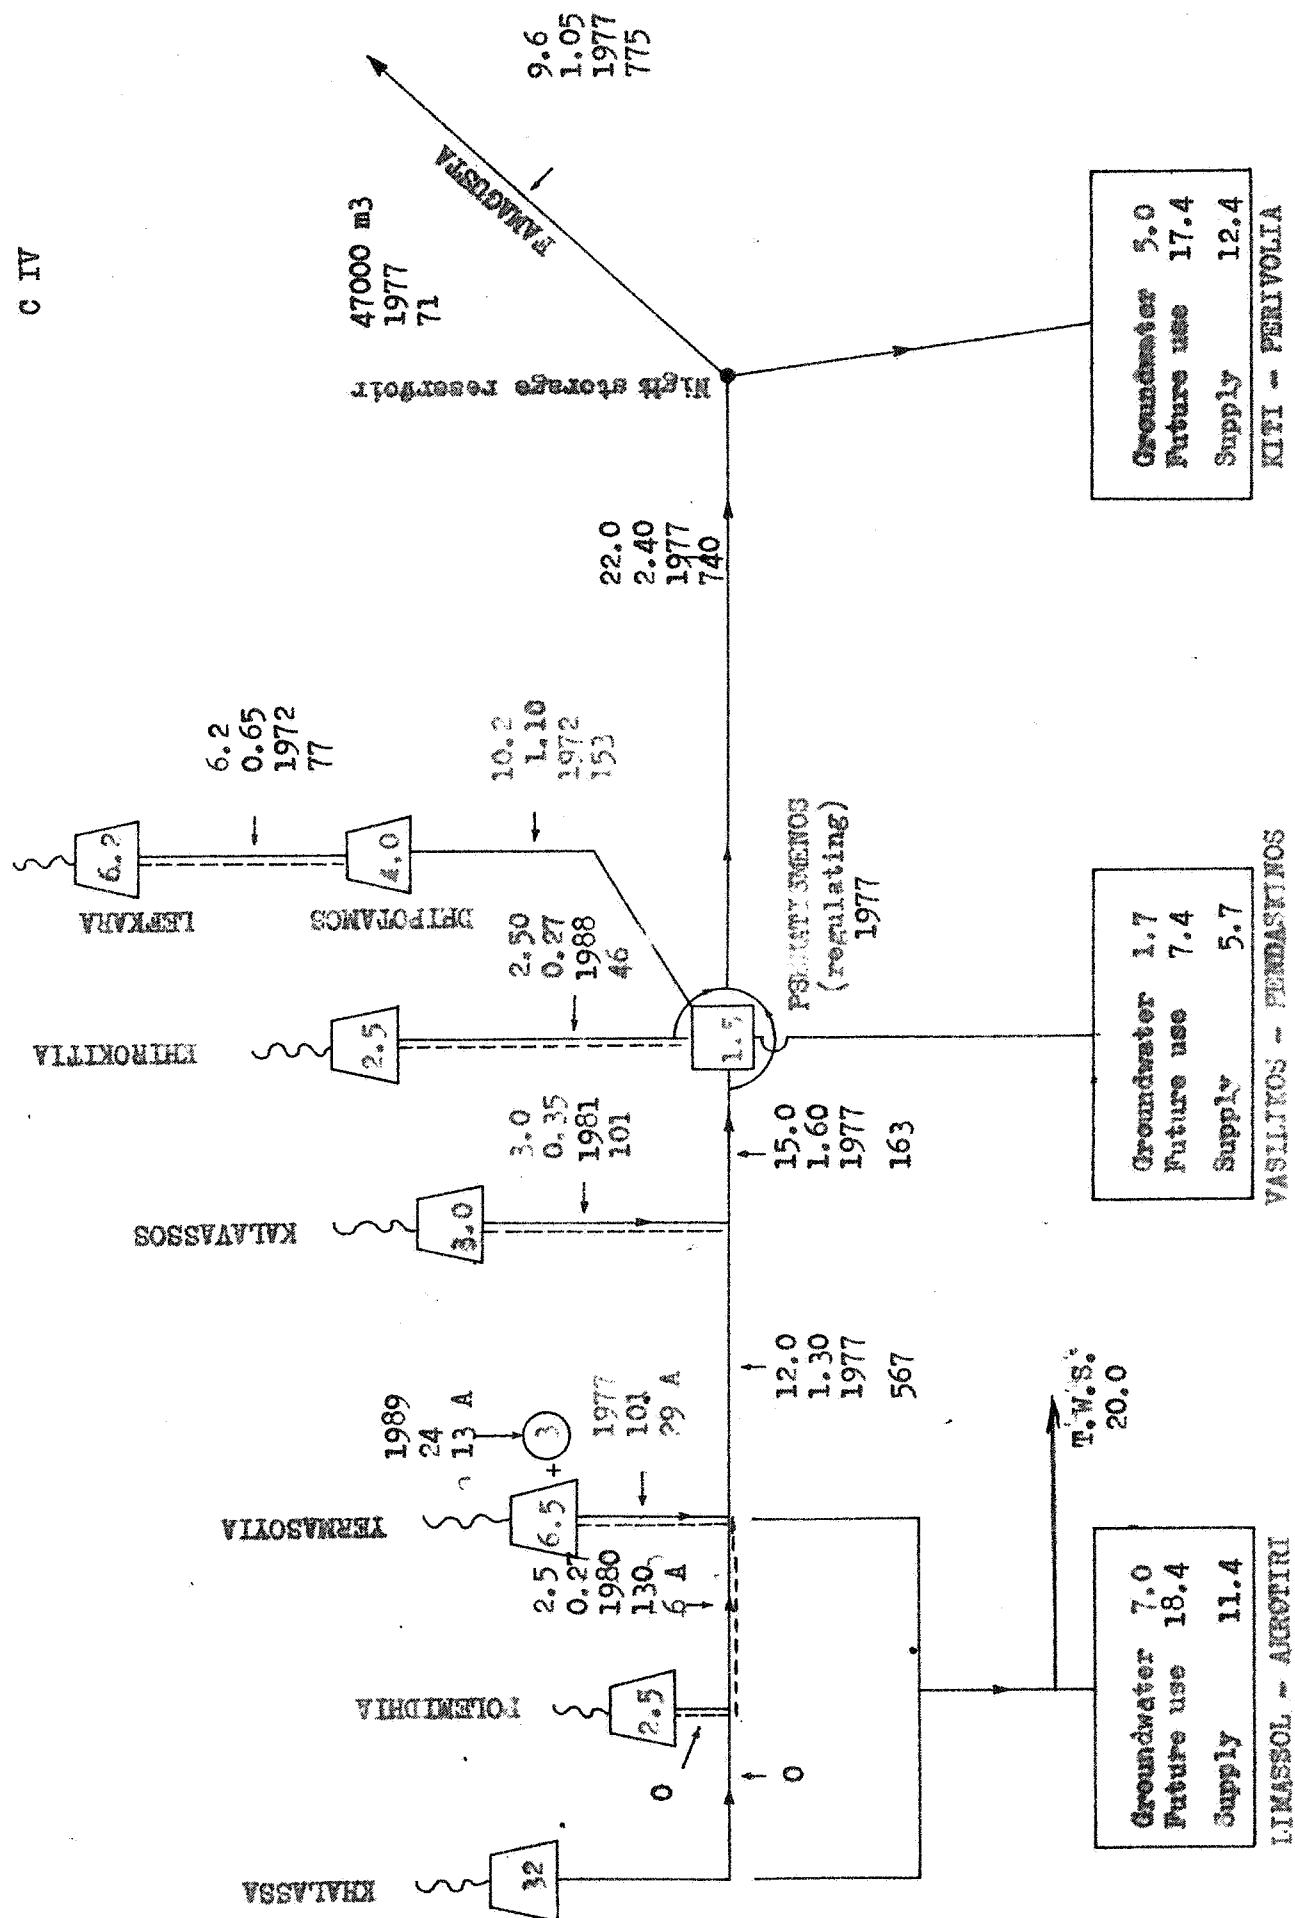 C IV
KHALASSA
32
0
POLEMIDHIA
2.5
0
YERMASOYIA
6.5
+
3
1989
24
13 A
2.5
0.27
1980
130
6 A
1977
101
29 A
12.0
1.30
1977
567
KALAVASSOS
3.0
3.0
0.35
1981
101
15.0
1.60
1977
163
KHIROKITIA
2.5
2.50
0.27
1988
46
LEFKARA
6.2
6.2
0.65
1972
77
DHYPOTAMOS
4.0
10.2
1.10
1972
153
1.5
PSEMATISMENOS
(regulating)
1977
22.0
2.40
1977
740
Night storage reservoir
47000 m3
1977
71
FAMAGUSTA
9.6
1.05
1977
775
T.W.S.
20.0
Groundwater 7.0
Future use 18.4
Supply 11.4
LIMASSOL - AKROTIRI
Groundwater 1.7
Future use 7.4
Supply 5.7
VASILIKOS - PENDASKINOS
Groundwater 5.0
Future use 17.4
Supply 12.4
KITI - PERIVOLIA